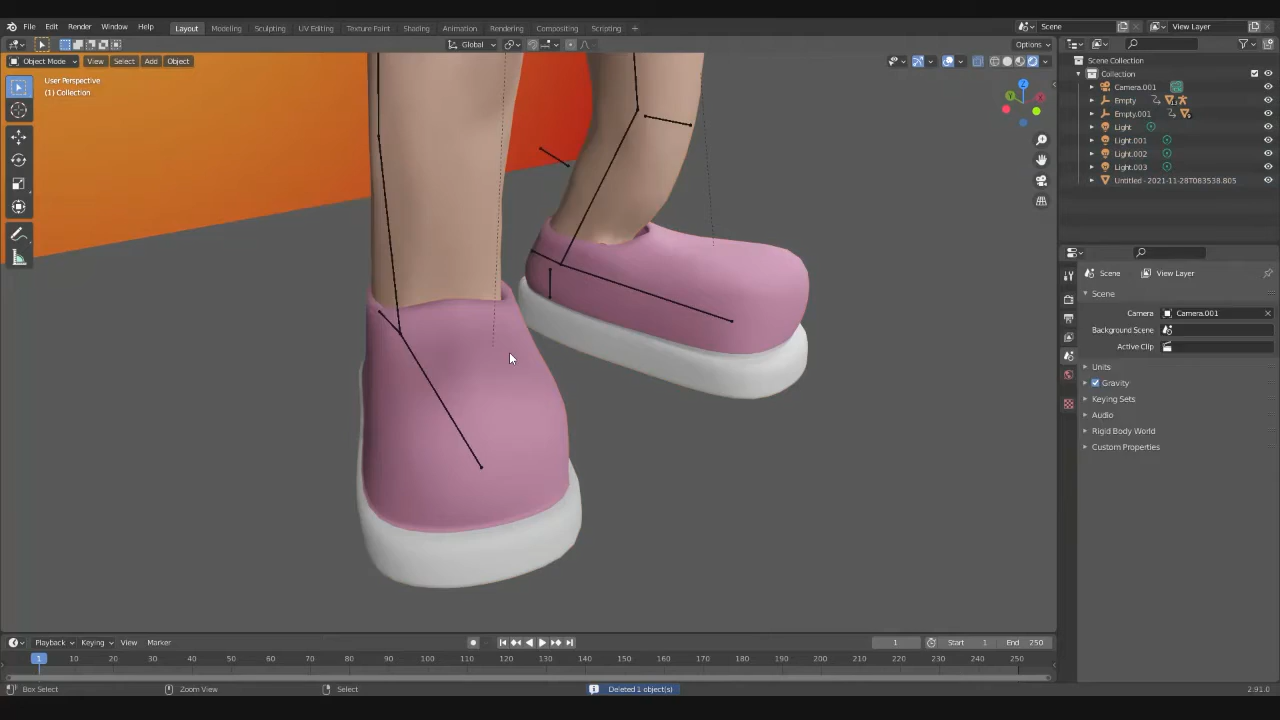 File Edit Render Window Help Layout Modeling Sculpting UV Editing Texture Paint Shading Animation Rendering Compositing Scripting + Scene View Layer
Global Options
Object Mode View Select Add Object
User Perspective
(1) Collection
Z
Y
Scene Collection
Collection
Camera.001
Empty
Empty.001
Light
Light.001
Light.002
Light.003
Untitled - 2021-11-28T083538.805
Scene View Layer
Scene
Camera Camera.001
Background Scene
Active Clip
Units
Gravity
Keying Sets
Audio
Rigid Body World
Custom Properties
Playback Keying View Marker 1 Start 1 End 250
1 10 20 30 40 50 60 70 80 90 100 110 120 130 140 150 160 170 180 190 200 210 220 230 240 250
Box Select Zoom View Select Deleted 1 object(s) 2.91.0